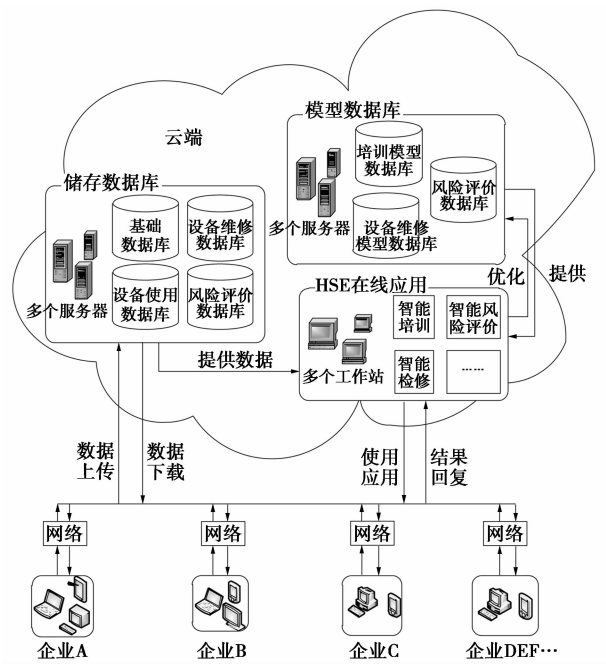 云端
模型数据库
培训模型
数据库
风险评价
数据库
多个服务器
设备维修
模型数据库
储存数据库
基础
数据库
设备维修
数据库
多个服务器
设备使用
数据库
风险评价
数据库
优化
提供
HSE在线应用
智能
培训
智能风
险评价
多个工作站
智能
检修
……
提供数据
数据
上传
数据
下载
使用
应用
结果
回复
网络
网络
网络
网络
企业A
企业B
企业C
企业DEF…